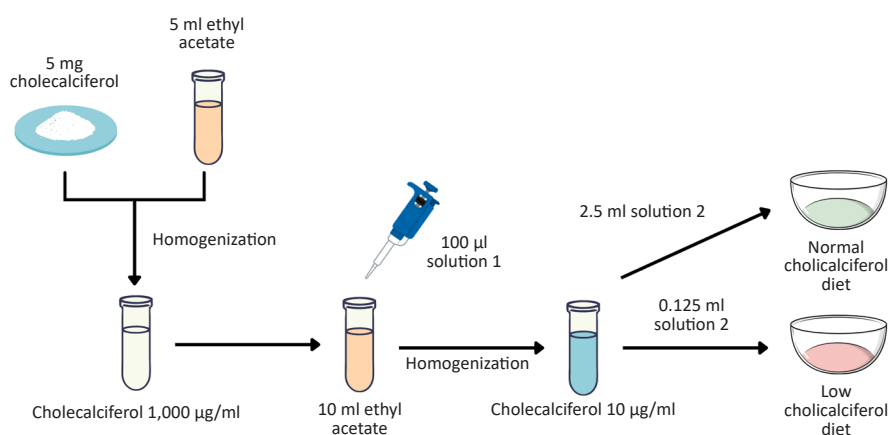 5 ml ethyl
acetate
5 mg
cholecalciferol
Homogenization
100 µl
solution 1
2.5 ml solution 2
Normal
cholicalciferol
diet
0.125 ml
solution 2
Homogenization
Cholecalciferol 1,000 µg/ml
10 ml ethyl
acetate
Cholecalciferol 10 µg/ml
Low
cholicalciferol
diet